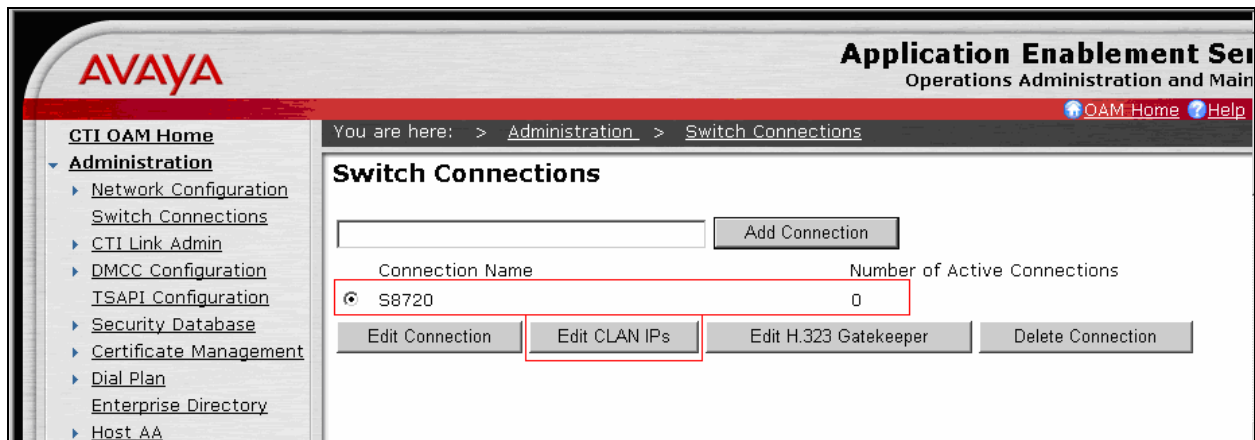 AVAYA
Application Enablement Ser
Operations Administration and Main
OAM Home Help
You are here: > Administration > Switch Connections
CTI OAM Home
Administration
Network Configuration
Switch Connections
CTI Link Admin
DMCC Configuration
TSAPI Configuration
Security Database
Certificate Management
Dial Plan
Enterprise Directory
Host AA
Switch Connections
Add Connection
Connection Name Number of Active Connections
S8720 0
Edit Connection Edit CLAN IPs Edit H.323 Gatekeeper Delete Connection